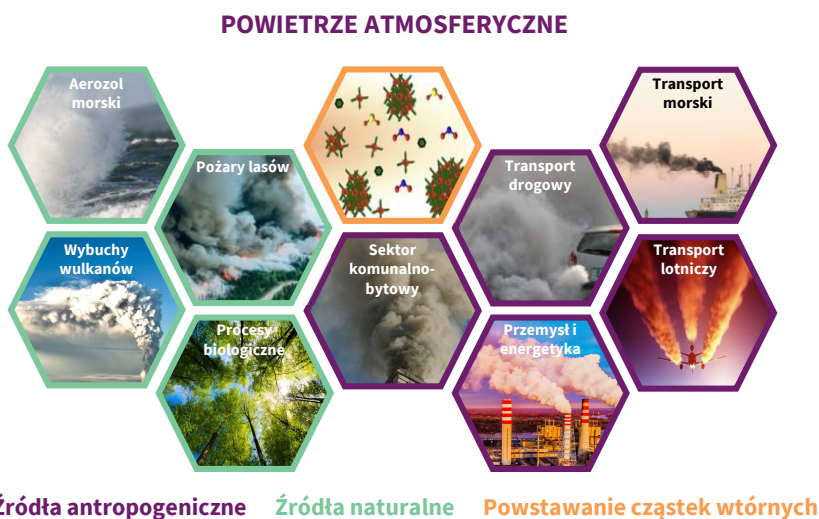 POWIETRZE ATMOSFERYCZNE
Aerozol
morski
Transport
morski
Pożary lasów
Transport
drogowy
Wybuchy
wulkanów
Sektor
komunalno-
bytowy
Transport
lotniczy
Procesy
biologiczne
Przemysł i
energetyka
Źródła antropogeniczne Źródła naturalne Powstawanie cząstek wtórnych